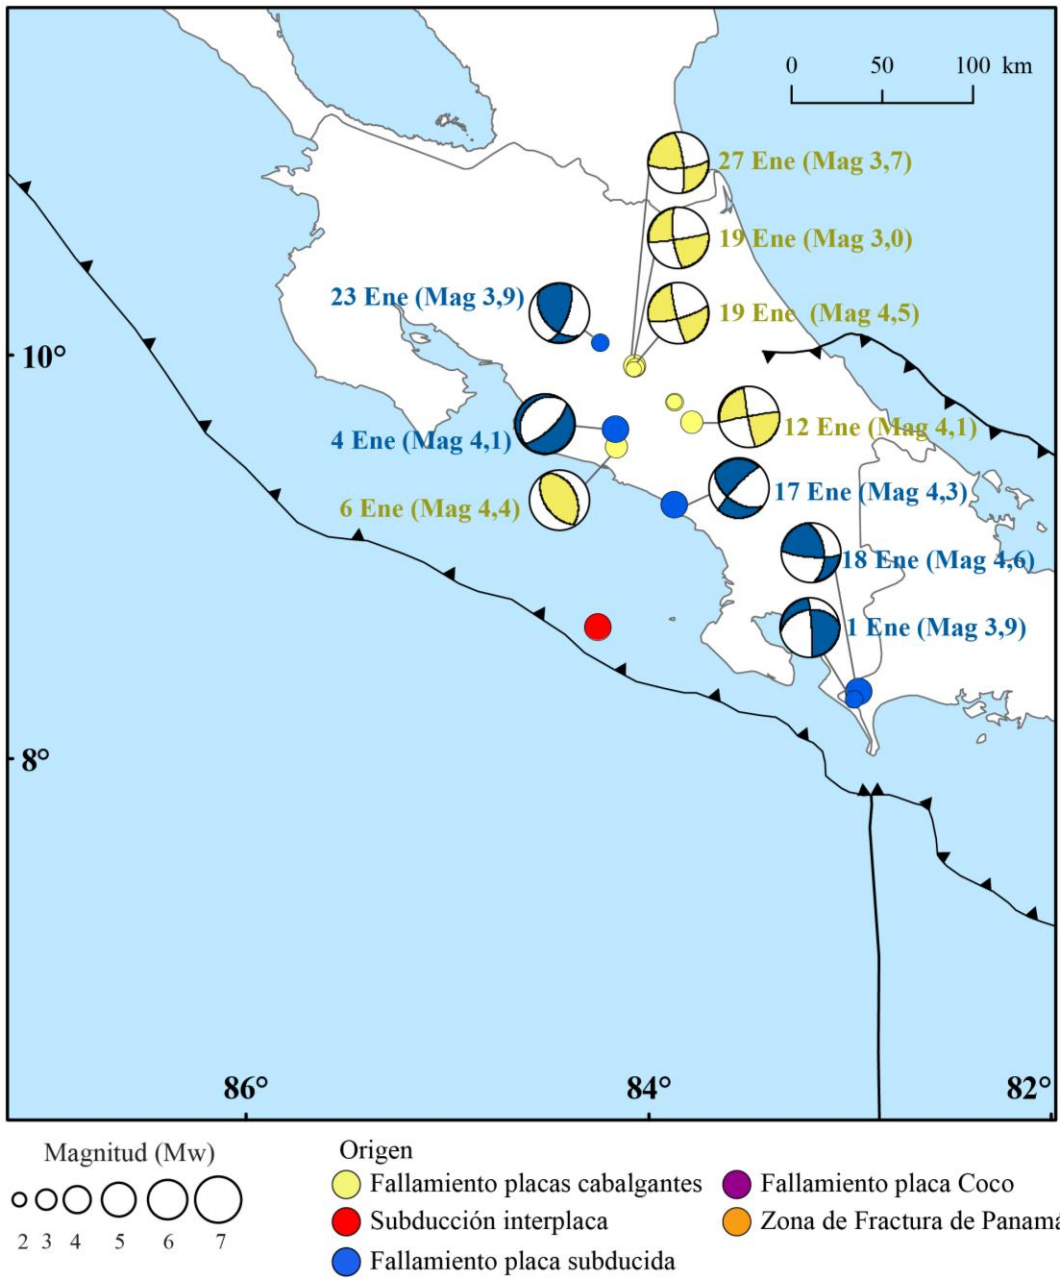 0 50 100 km
27 Ene (Mag 3,7)
19 Ene (Mag 3,0)
23 Ene (Mag 3,9)
19 Ene (Mag 4,5)
10°
4 Ene (Mag 4,1)
12 Ene (Mag 4,1)
6 Ene (Mag 4,4)
17 Ene (Mag 4,3)
18 Ene (Mag 4,6)
1 Ene (Mag 3,9)
8°
86° 84° 82°
Magnitud (Mw)
2 3 4 5 6 7
Origen
Fallamiento placas cabalgantes
Subducción interplaca
Fallamiento placa subducida
Fallamiento placa Coco
Zona de Fractura de Panamá